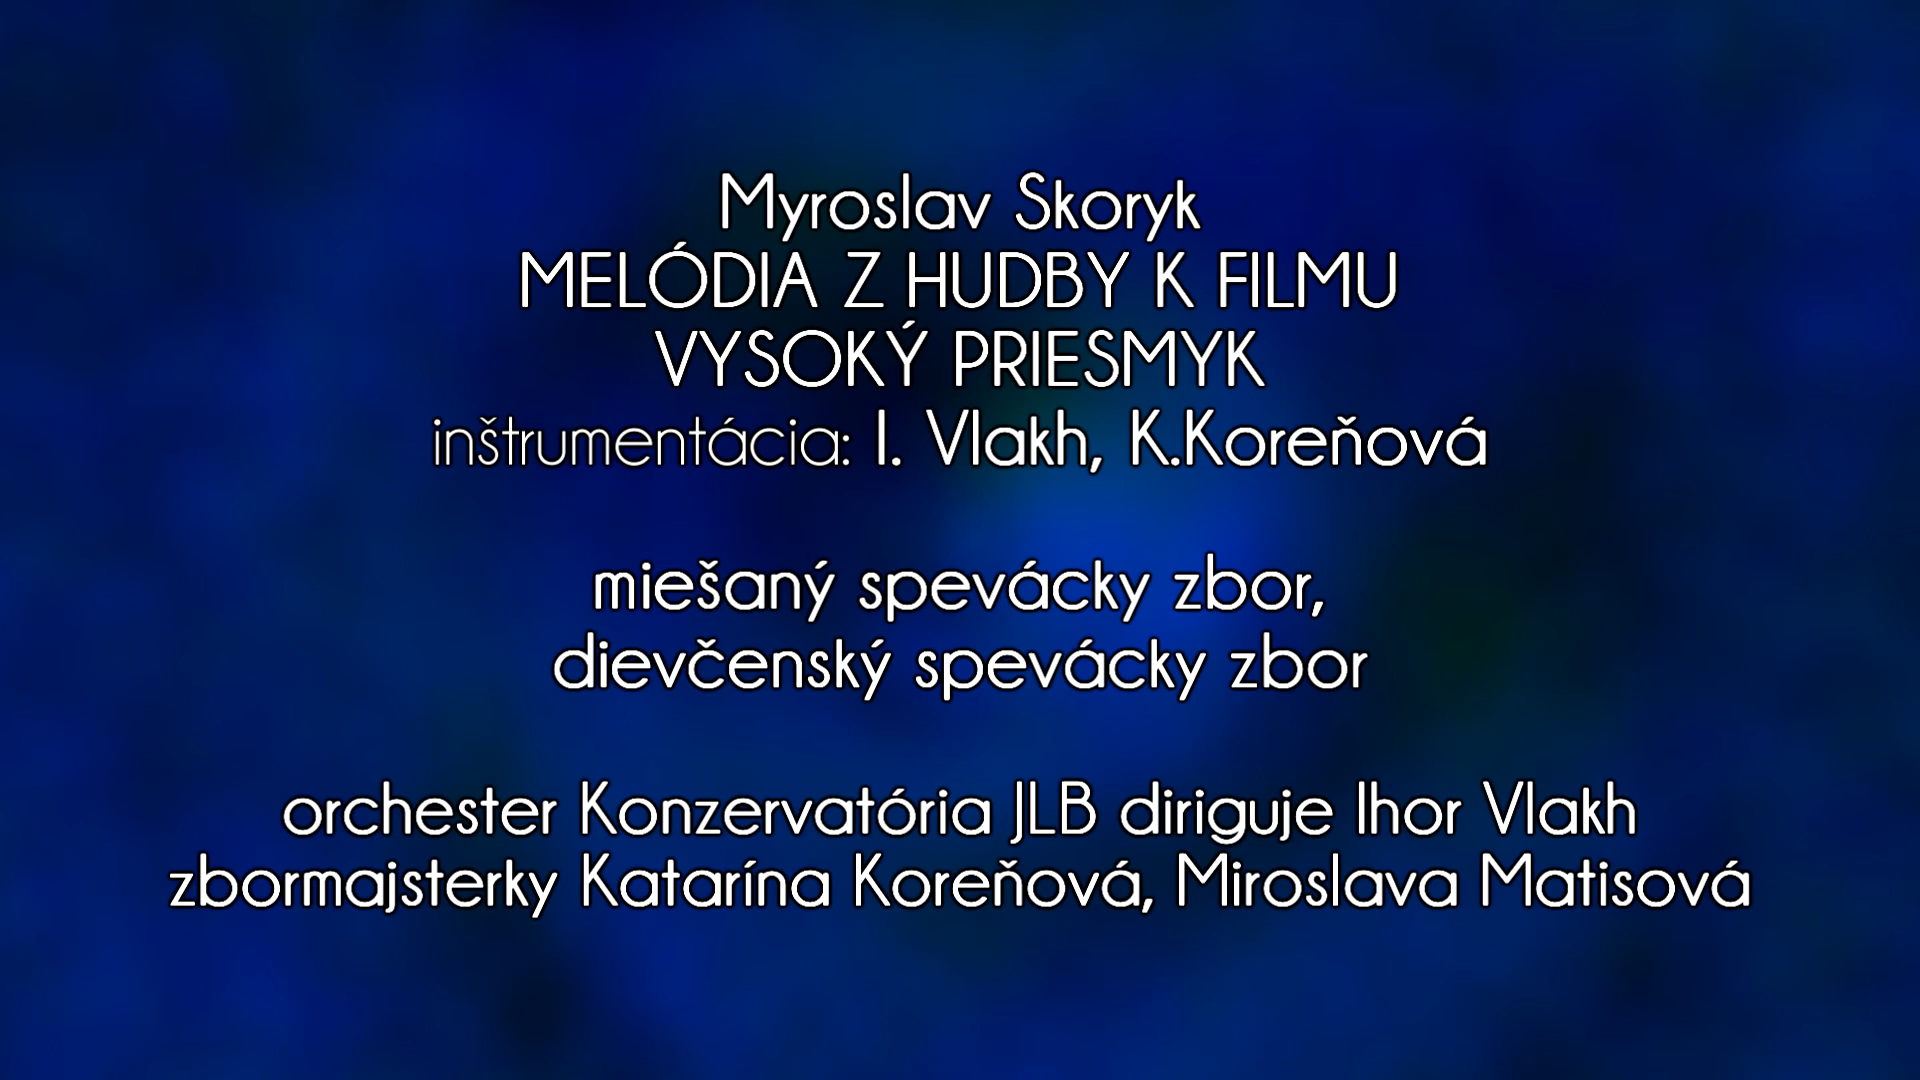 Myroslav Skoryk
MELÓDIA Z HUDBY K FILMU
VYSOKÝ PRIESMYK
inštrumentácia: I. Vlakh, K.Koreňová
miešaný spevácky zbor,
dievčenský spevácky zbor
orchester Konzervatória JLB diriguje Ihor Vlakh
zbormajsterky Katarína Koreňová, Miroslava Matisová